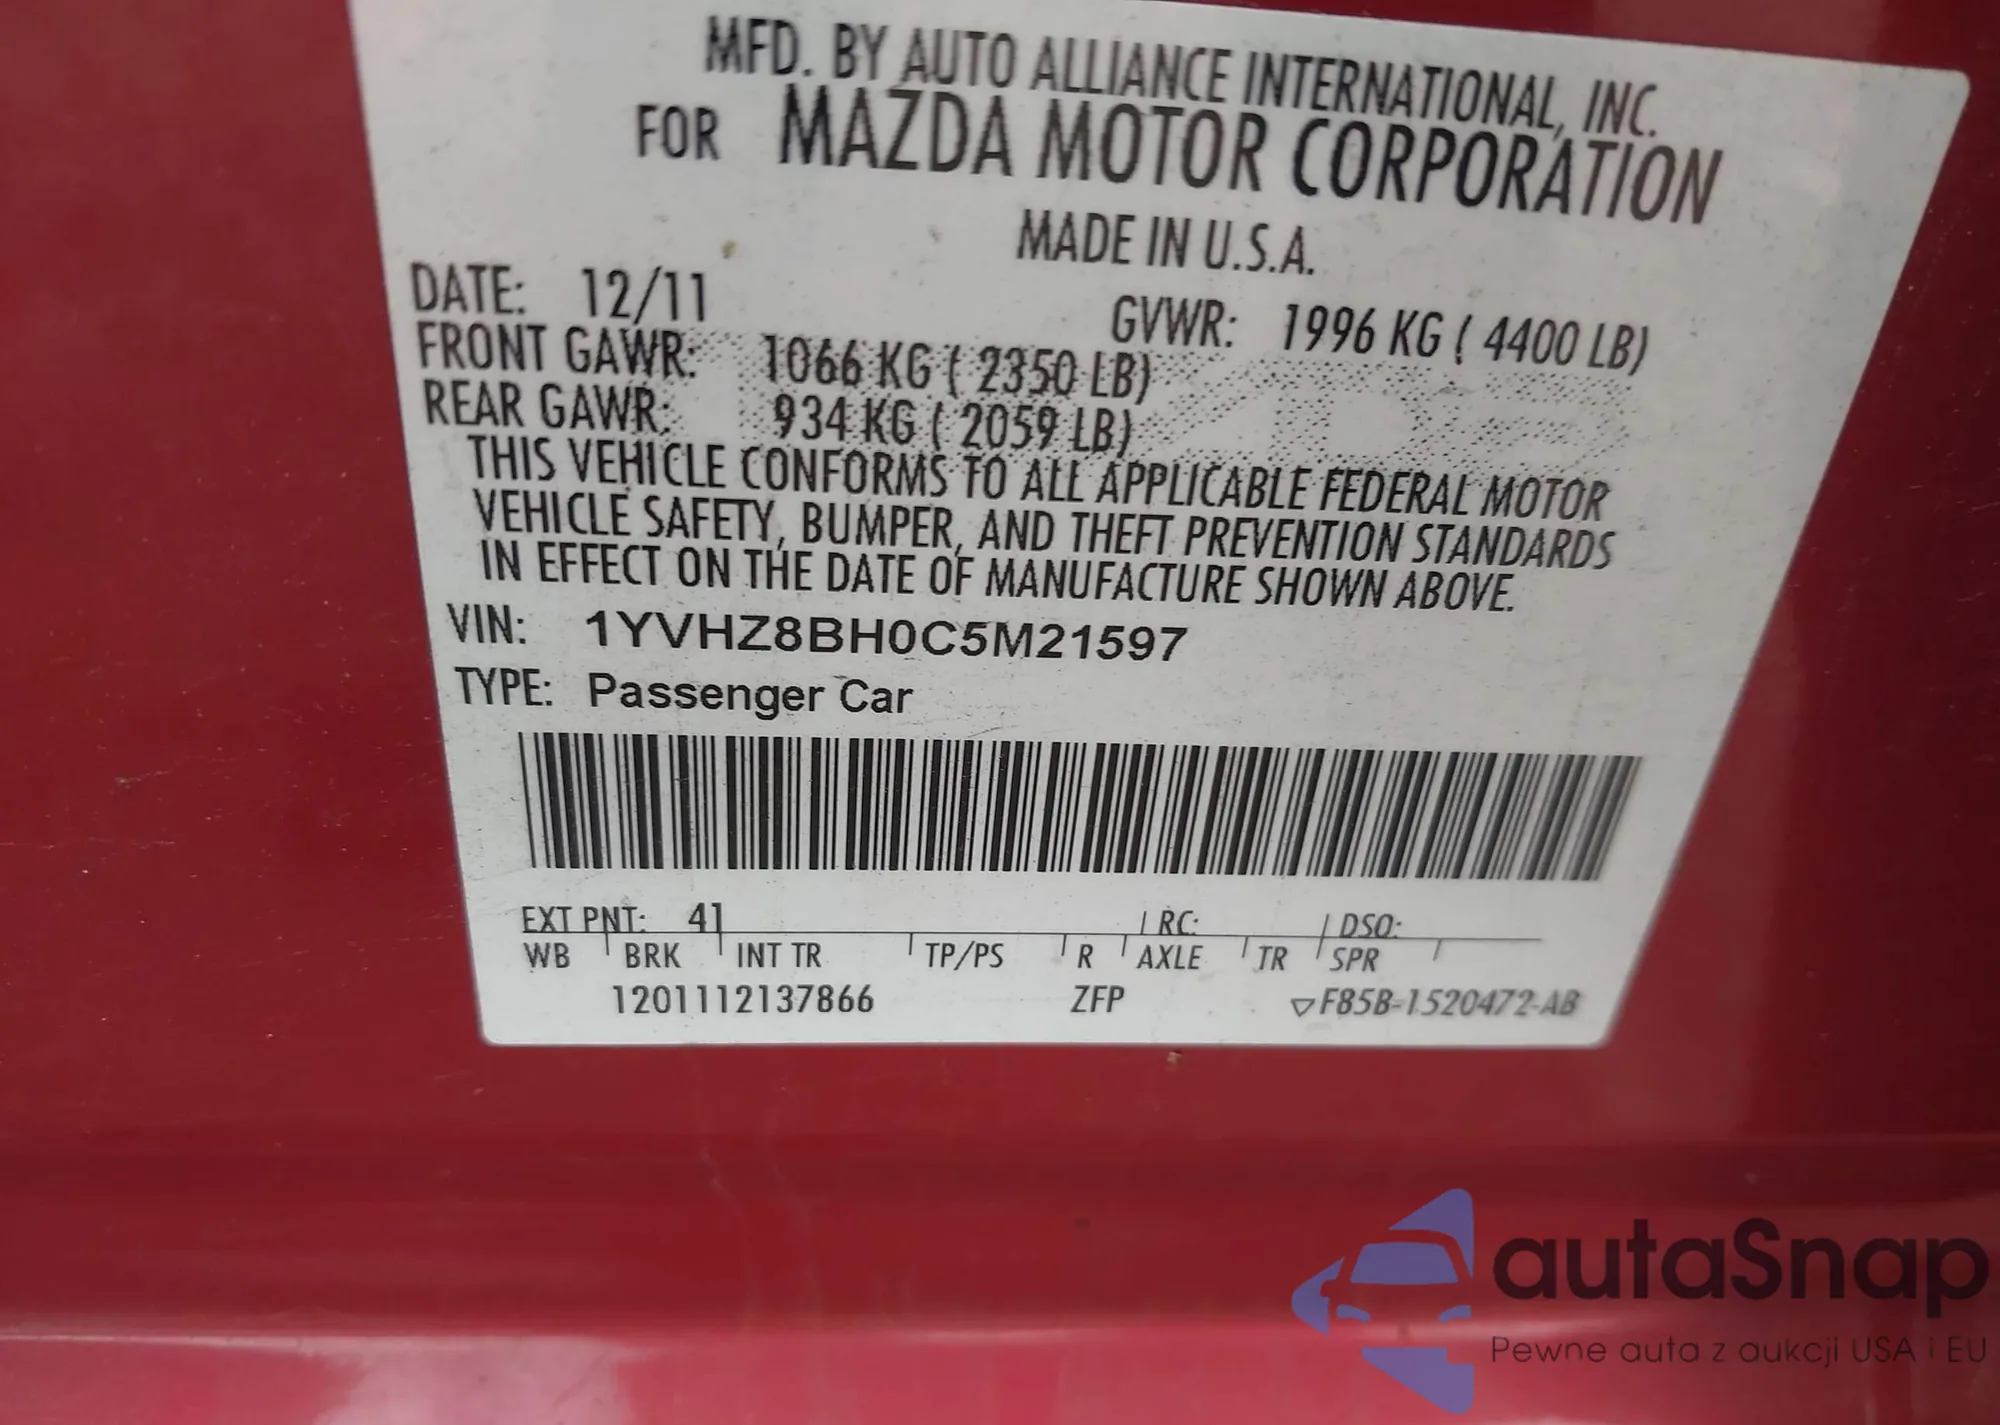 MFD. BY AUTO ALLIANCE INTERNATIONAL, INC.
FOR MAZDA MOTOR CORPORATION
MADE IN U.S.A.
DATE: 12/11 GVWR: 1996 KG ( 4400 LB)
FRONT GAWR: 1066 KG ( 2350 LB)
REAR GAWR: 934 KG ( 2059 LB)
THIS VEHICLE CONFORMS TO ALL APPLICABLE FEDERAL MOTOR
VEHICLE SAFETY, BUMPER, AND THEFT PREVENTION STANDARDS
IN EFFECT ON THE DATE OF MANUFACTURE SHOWN ABOVE.
VIN: 1YVHZ8BH0C5M21597
TYPE: Passenger Car
EXT PNT: 41 RC: DSO:
WB BRK INT TR TP/PS R AXLE TR SPR
1201112137866 ZFP ▽F85B-1520472-AB
autaSnap
Pewne auta z aukcji USA i EU